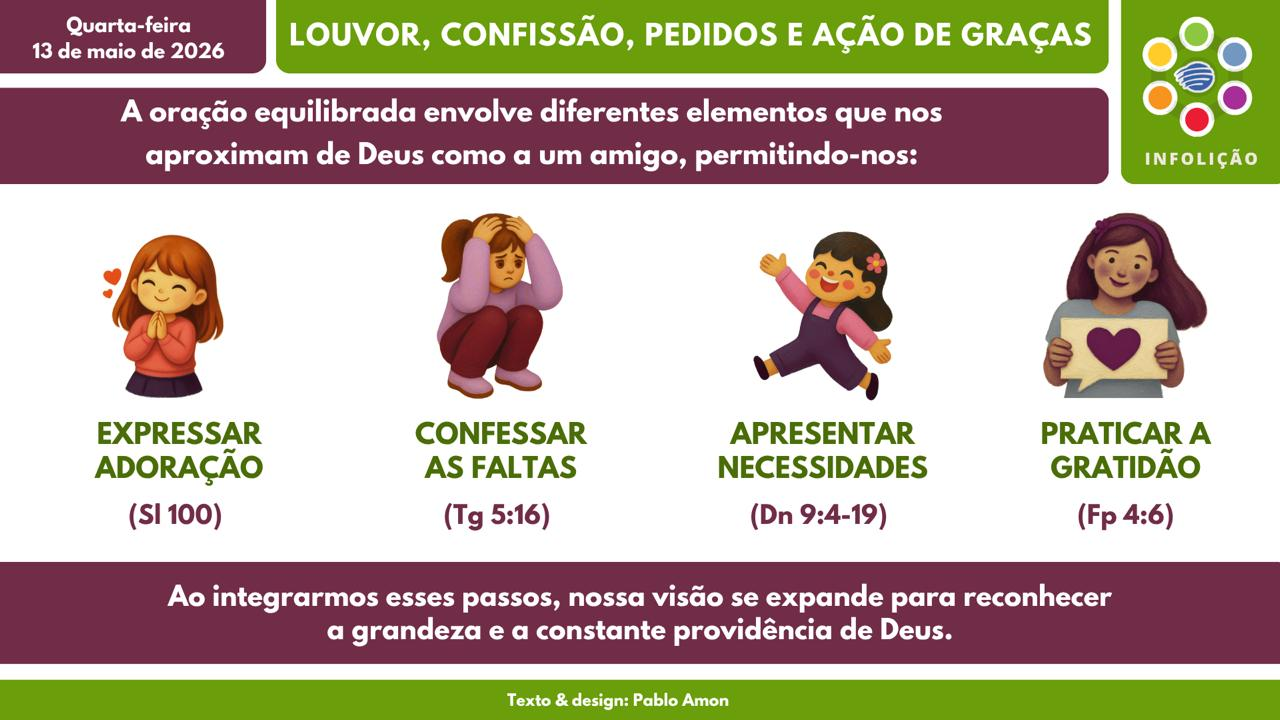 Quarta-feira
13 de maio de 2026
LOUVOR, CONFISSÃO, PEDIDOS E AÇÃO DE GRAÇAS
INFOLIÇÃO
A oração equilibrada envolve diferentes elementos que nos
aproximam de Deus como a um amigo, permitindo-nos:
EXPRESSAR
ADORAÇÃO
(Sl 100)
CONFESSAR
AS FALTAS
(Tg 5:16)
APRESENTAR
NECESSIDADES
(Dn 9:4-19)
PRATICAR A
GRATIDÃO
(Fp 4:6)
Ao integrarmos esses passos, nossa visão se expande para reconhecer
a grandeza e a constante providência de Deus.
Texto & design: Pablo Amon